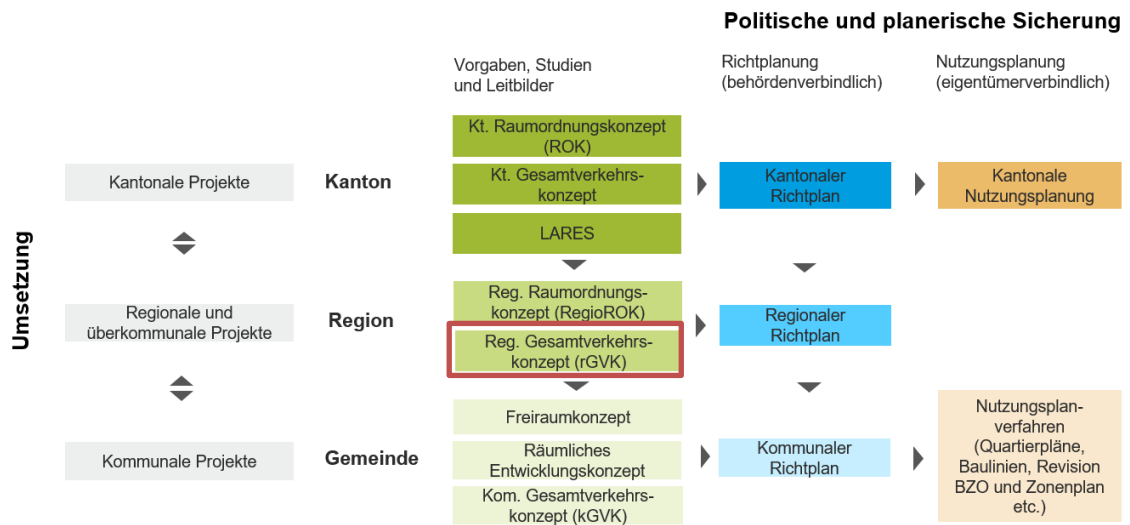 Politische und planerische Sicherung
Vorgaben, Studien
und Leitbilder
Richtplanung
(behördenverbindlich)
Nutzungsplanung
(eigentümerverbindlich)
Umsetzung
Kantonale Projekte
Kanton
Kt. Raumordnungskonzept
(ROK)
Kt. Gesamtverkehrs-
konzept
LARES
Kantonaler
Richtplan
Kantonale
Nutzungsplanung
Regionale und
überkommunale Projekte
Region
Reg. Raumordnungs-
konzept (RegioROK)
Reg. Gesamtverkehrs-
konzept (rGVK)
Regionaler
Richtplan
Kommunale Projekte
Gemeinde
Freiraumkonzept
Räumliches
Entwicklungskonzept
Kom. Gesamtverkehrs-
konzept (kGVK)
Kommunaler
Richtplan
Nutzungsplan-
verfahren
(Quartierpläne,
Baulinien, Revision
BZO und Zonenplan
etc.)